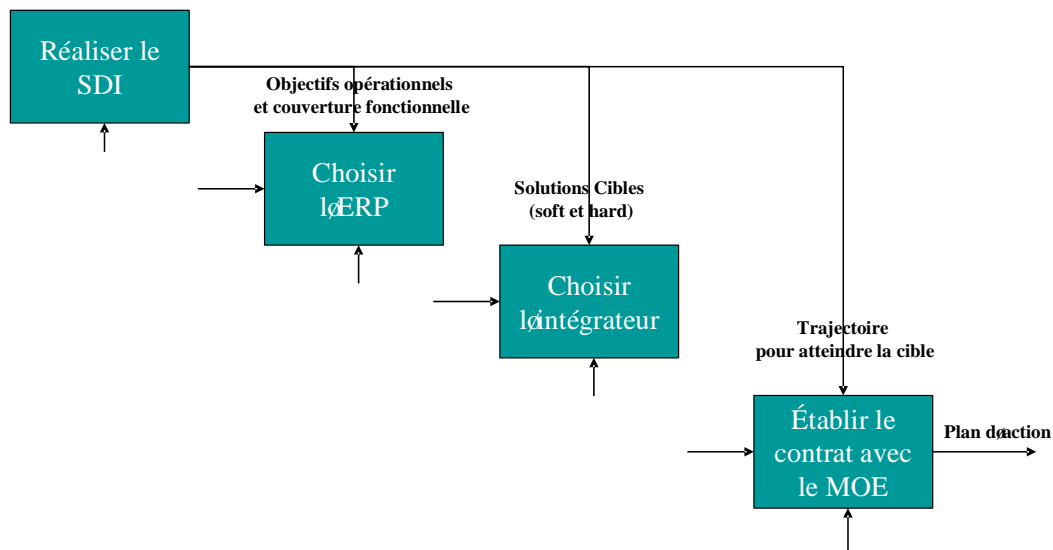 Réaliser le
SDI
Objectifs opérationnels
et couverture fonctionnelle
Choisir
løERP
Solutions Cibles
(soft et hard)
Choisir
løintégrateur
Trajectoire
pour atteindre la cible
Établir le
contrat avec
le MOE
Plan døaction